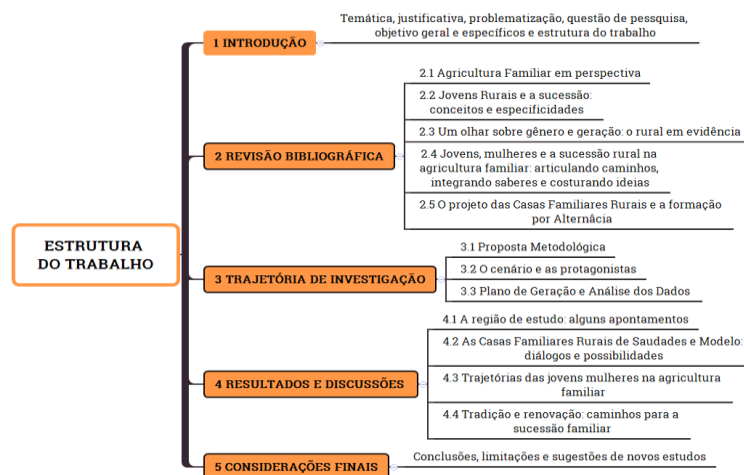 ESTRUTURA
DO TRABALHO
1 INTRODUÇÃO
Temática, justificativa, problematização, questão de pessquisa,
objetivo geral e específicos e estrutura do trabalho
2 REVISÃO BIBLIOGRÁFICA
2.1 Agricultura Familiar em perspectiva
2.2 Jovens Rurais e a sucessão:
conceitos e especificidades
2.3 Um olhar sobre gênero e geração: o rural em evidência
2.4 Jovens, mulheres e a sucessão rural na
agricultura familiar: articulando caminhos,
integrando saberes e costurando ideias
2.5 O projeto das Casas Familiares Rurais e a formação
por Alternâcia
3 TRAJETÓRIA DE INVESTIGAÇÃO
3.1 Proposta Metodológica
3.2 O cenário e as protagonistas
3.3 Plano de Geração e Análise dos Dados
4 RESULTADOS E DISCUSSÕES
4.1 A região de estudo: alguns apontamentos
4.2 As Casas Familiares Rurais de Saudades e Modelo:
diálogos e possibilidades
4.3 Trajetórias das jovens mulheres na agricultura
familiar
4.4 Tradição e renovação: caminhos para a
sucessão familiar
5 CONSIDERAÇÕES FINAIS
Conclusões, limitações e sugestões de novos estudos